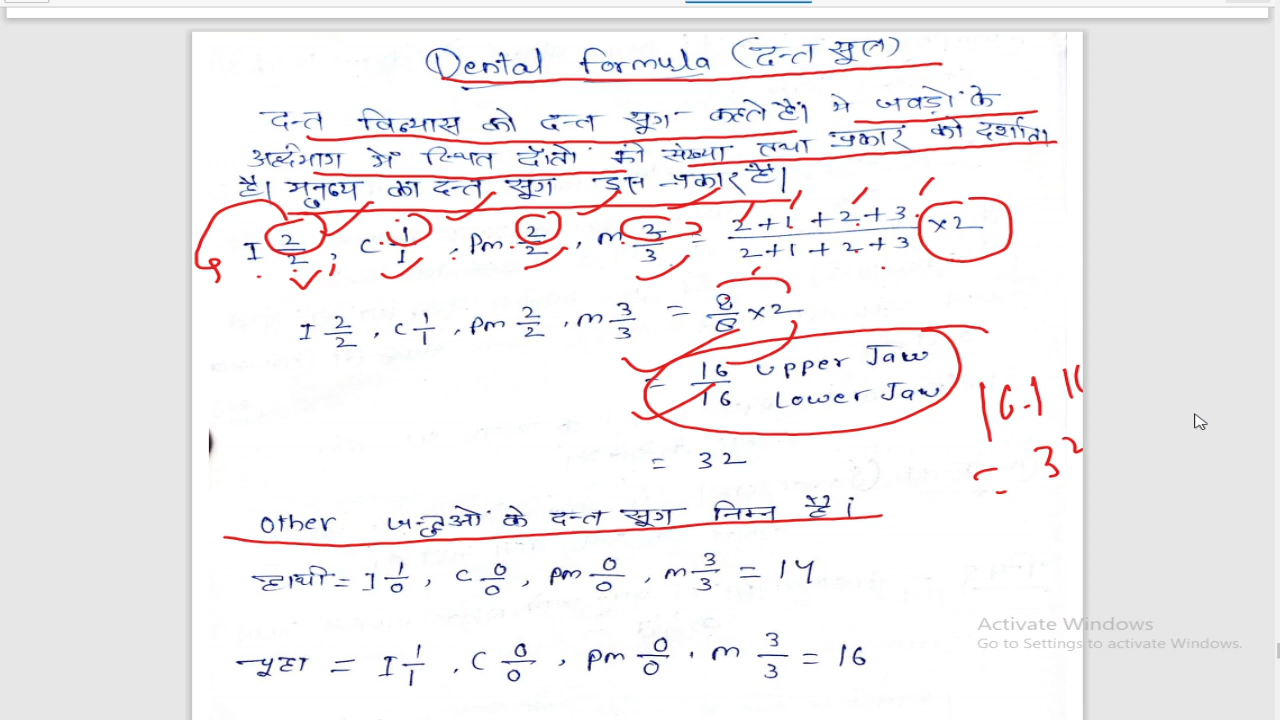 Dental formula (दन्त सूत्र)
दन्त विन्यास को दन्त सूत्र कहते हैं। ये जवड़ो के
अर्द्धभाग में स्थित दाँतो की संख्या तथा प्रकार को दर्शाता
है। मनुष्य का दन्त सूत्र इस प्रकार है।
I 2/2, C 1/1, Pm 2/2, m 3/3 = 2+1+2+3/2+1+2+3 ×2
I 2/2, C 1/1, Pm 2/2, m 3/3 = 8/8 ×2
= 16/16 Upper Jaw Lower Jaw
= 32
= 32
Other जन्तुओं के दन्त सूत्र निम्न है।
हाथी = I 1/0, C 0/0, Pm 0/0, m 3/3 = 14
चूहा = I 1/1, C 0/0, Pm 0/0, m 3/3 = 16
Activate Windows
Go to Settings to activate Windows.